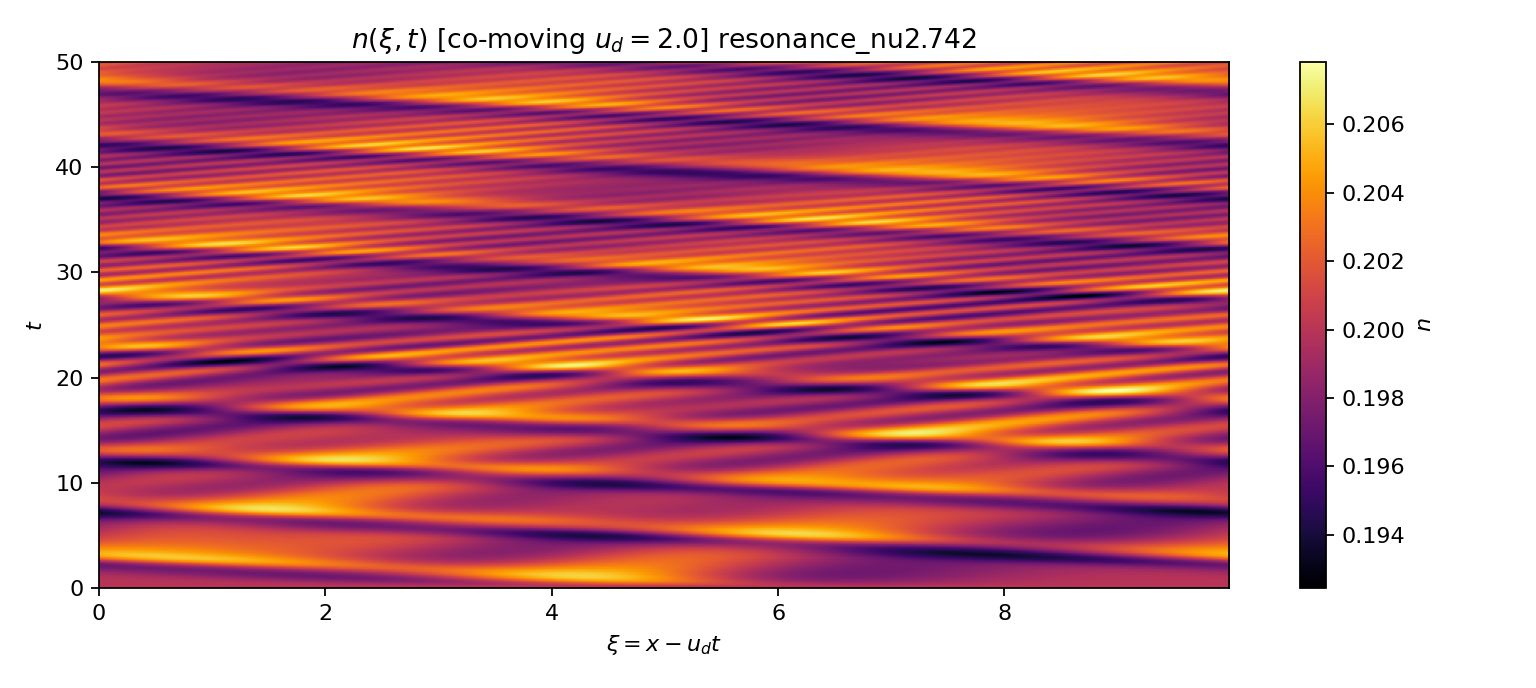 n(ξ, t) [co-moving u_d = 2.0] resonance_nu2.742
50
40
30
20
10
0
t
0 2 4 6 8
ξ = x − u_d t
0.206
0.204
0.202
0.200
0.198
0.196
0.194
n